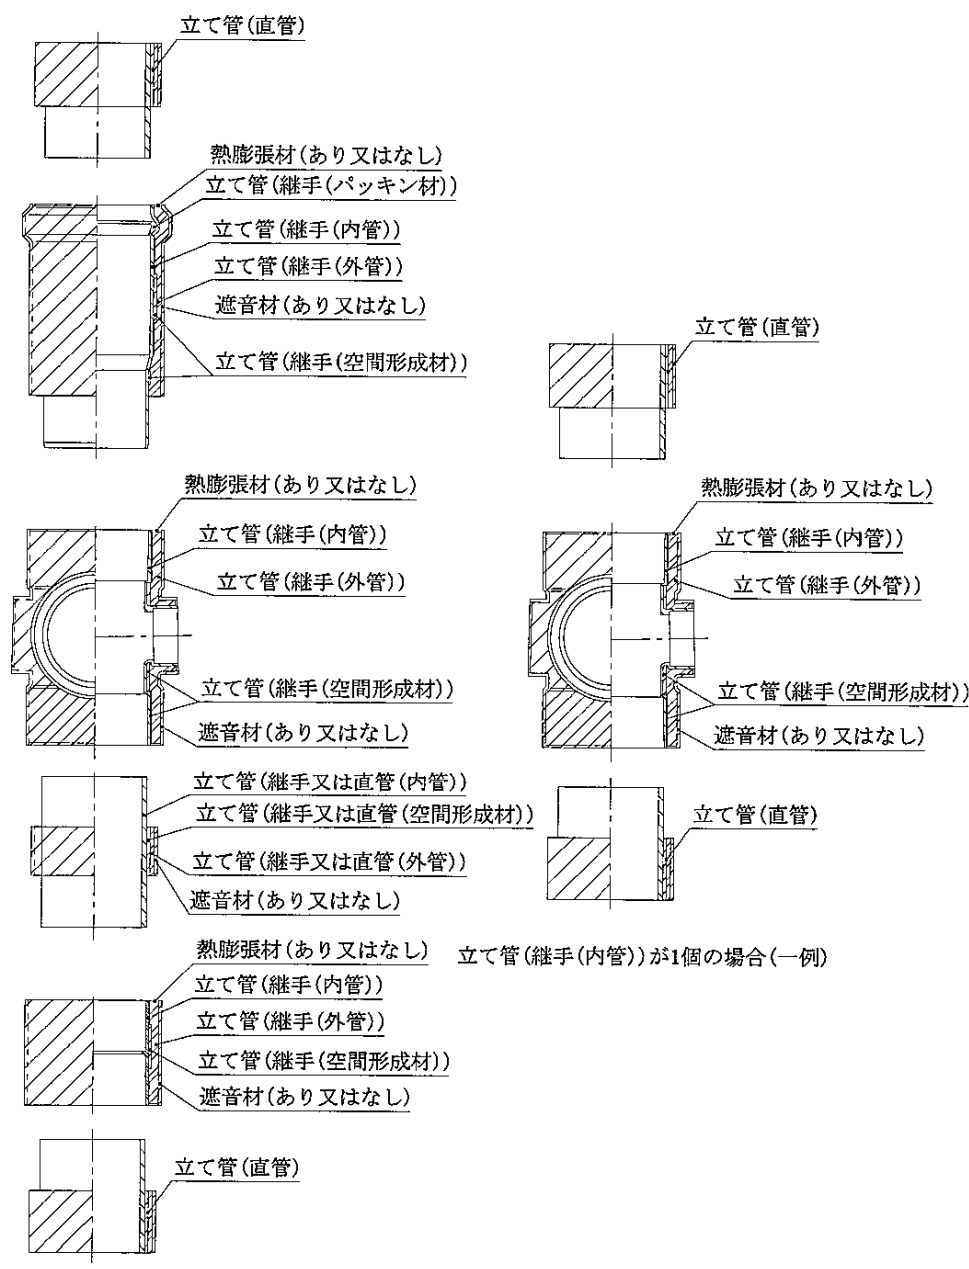 立て管(直管)
熱膨張材(あり又はなし)
立て管(継手(パッキン材))
立て管(継手(内管))
立て管(継手(外管))
遮音材(あり又はなし)
立て管(継手(空間形成材))
熱膨張材(あり又はなし)
立て管(継手(内管))
立て管(継手(外管))
立て管(継手(空間形成材))
遮音材(あり又はなし)
立て管(継手又は直管(内管))
立て管(継手又は直管(空間形成材))
立て管(継手又は直管(外管))
遮音材(あり又はなし)
熱膨張材(あり又はなし)
立て管(継手(内管))
立て管(継手(外管))
立て管(継手(空間形成材))
遮音材(あり又はなし)
立て管(直管)
立て管(直管)
熱膨張材(あり又はなし)
立て管(継手(内管))
立て管(継手(外管))
立て管(継手(空間形成材))
遮音材(あり又はなし)
立て管(直管)
立て管(継手(内管))が1個の場合(一例)